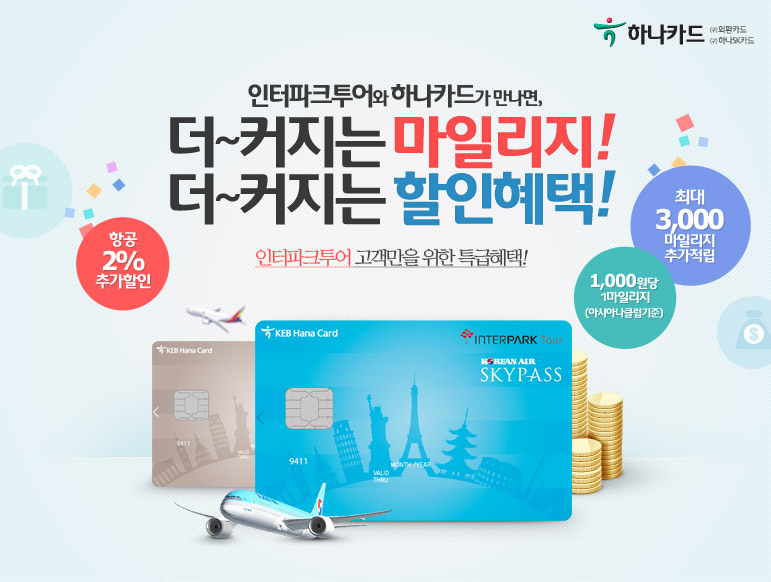 하나카드 (구)외환카드
(구)하나SK카드
인터파크투어와 하나카드가 만나면,
더~커지는 마일리지!
더~커지는 할인혜택!
인터파크투어 고객만을 위한 특급혜택!
항공
2%
추가할인
최대
3,000
마일리지
추가적립
1,000원당
1마일리지
(아시아나클럽기준)
KEB Hana Card
9411
VALID
THRU
KEB Hana Card
INTERPARK Tour
KOREAN AIR
SKYPASS
9411
MONTH/YEAR
VALID
THRU